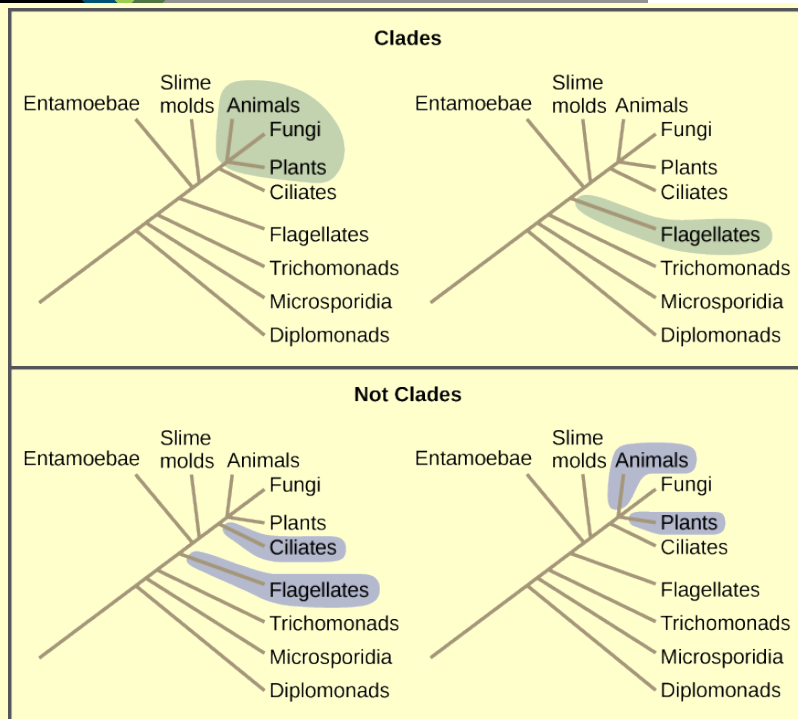 Clades
Entamoebae
Slime
molds
Animals
Fungi
Plants
Ciliates
Flagellates
Trichomonads
Microsporidia
Diplomonads
Entamoebae
Slime
molds
Animals
Fungi
Plants
Ciliates
Flagellates
Trichomonads
Microsporidia
Diplomonads
Not Clades
Entamoebae
Slime
molds
Animals
Fungi
Plants
Ciliates
Flagellates
Trichomonads
Microsporidia
Diplomonads
Entamoebae
Slime
molds
Animals
Fungi
Plants
Ciliates
Flagellates
Trichomonads
Microsporidia
Diplomonads